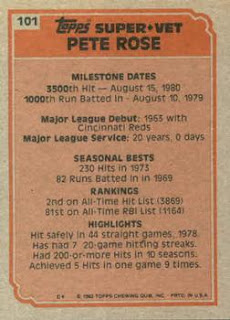 101
Topps SUPER★VET
PETE ROSE
MILESTONE DATES
3500th Hit — August 15, 1980
1000th Run Batted In - August 10, 1979
Major League Debut: 1963 with
Cincinnati Reds
Major League Service: 20 years, 0 days
SEASONAL BESTS
230 Hits in 1973
82 Runs Batted in in 1969
RANKINGS
2nd on All-Time Hit List (3869)
81st on All-Time RBI List (1164)
HIGHLIGHTS
Hit safely in 44 straight games, 1978.
Has had 7 20-game hitting streaks.
Had 200-or-more Hits in 10 seasons.
Achieved 5 Hits in one game 9 times.
TOPPS CHEWING GUM, INC. PRTD. IN U.S.A.